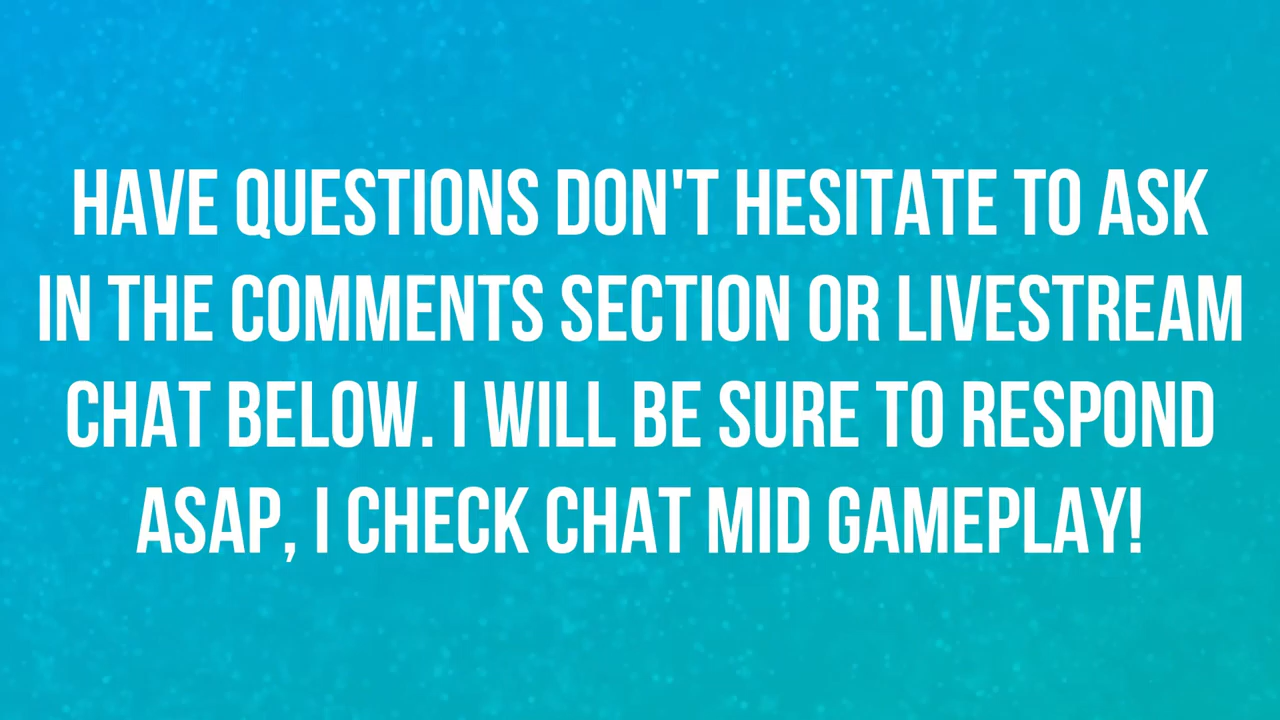 HAVE QUESTIONS DON'T HESITATE TO ASK
IN THE COMMENTS SECTION OR LIVESTREAM
CHAT BELOW. I WILL BE SURE TO RESPOND
ASAP, I CHECK CHAT MID GAMEPLAY!